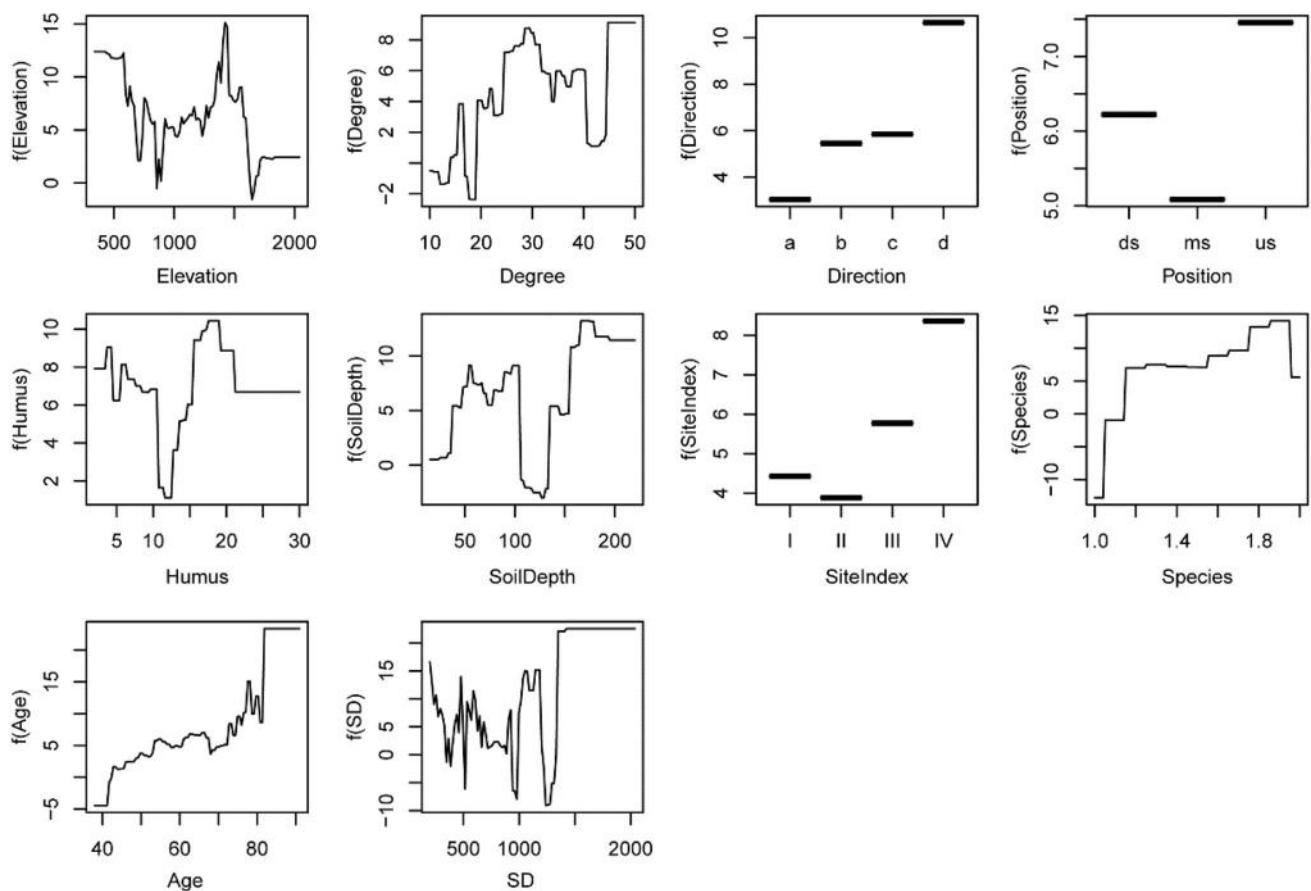 f(Elevation)
15
10
5
0
500
1000
2000
Elevation
f(Degree)
8
6
4
2
−2
10
20
30
40
50
Degree
f(Direction)
10
8
6
4
a
b
c
d
Direction
f(Position)
7.0
6.0
5.0
ds
ms
us
Position
f(Humus)
10
8
6
4
2
5
10
20
30
Humus
f(SoilDepth)
10
5
0
50
100
200
SoilDepth
f(SiteIndex)
8
7
6
5
4
I
II
III
IV
SiteIndex
f(Species)
15
5
0
−10
1.0
1.4
1.8
Species
f(Age)
15
5
−5
40
60
80
Age
f(SD)
15
5
0
−10
500
1000
2000
SD